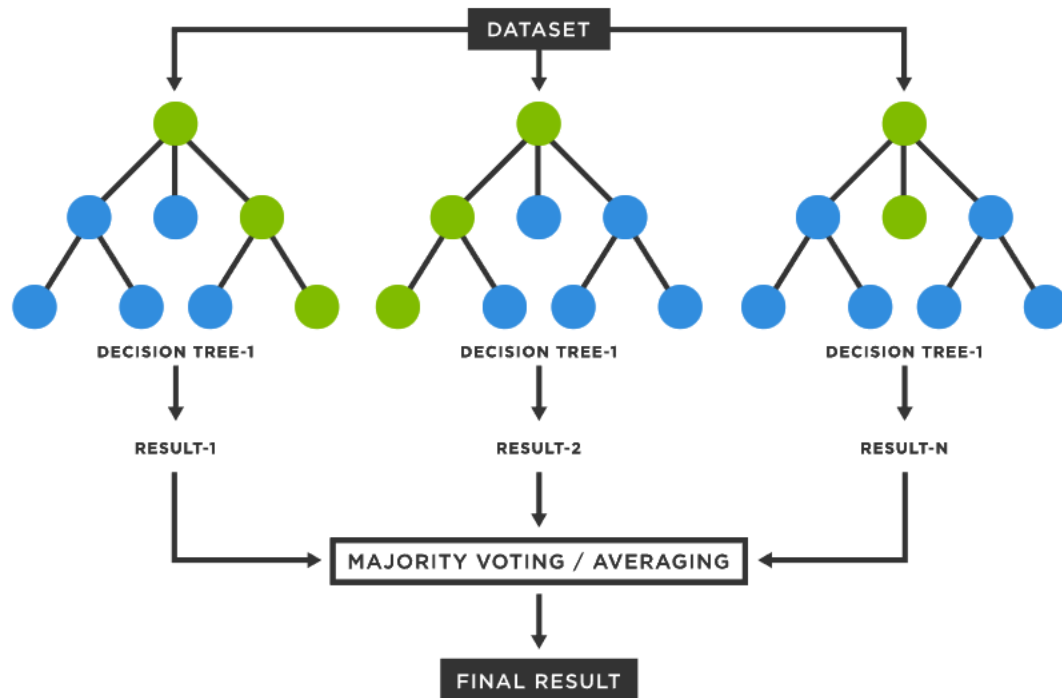 DATASET
DECISION TREE-1
DECISION TREE-1
DECISION TREE-1
RESULT-1
RESULT-2
RESULT-N
MAJORITY VOTING / AVERAGING
FINAL RESULT